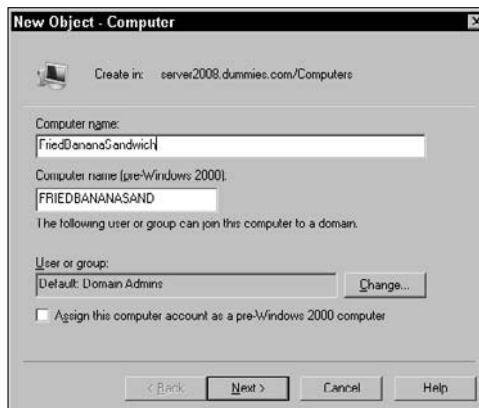 New Object - Computer
Create in: server2008.dummies.com/Computers
Computer name:
FriedBananaSandwich
Computer name (pre-Windows 2000):
FRIEDBANANASAND
The following user or group can join this computer to a domain.
User or group:
Default: Domain Admins
Change...
Assign this computer account as a pre-Windows 2000 computer
< Back
Next >
Cancel
Help